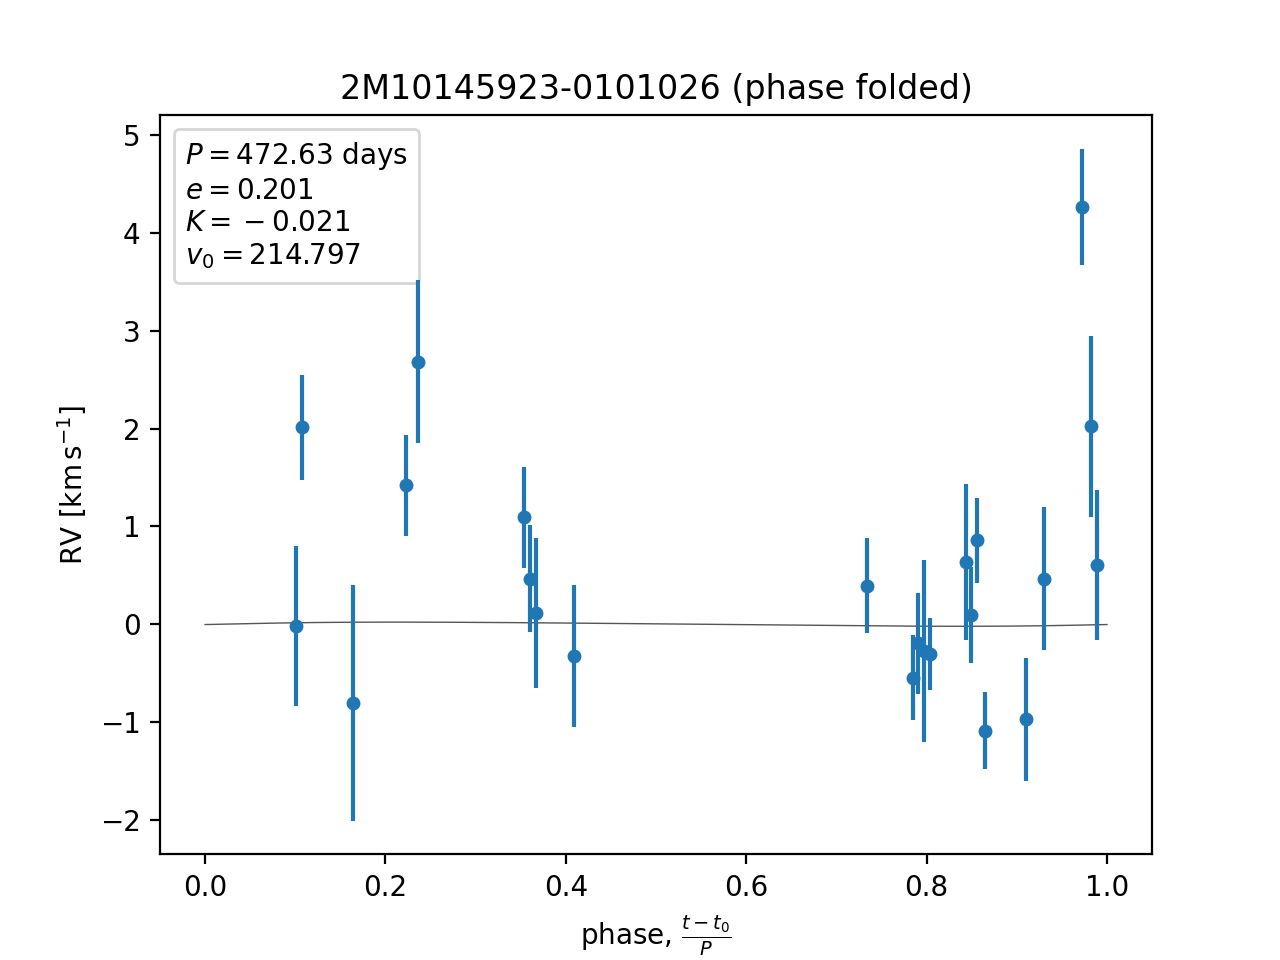 2M10145923-0101026 (phase folded)
P = 472.63 days
e = 0.201
K = −0.021
v₀ = 214.797
5
4
3
2
1
0
−1
−2
RV [km s⁻¹]
0.0 0.2 0.4 0.6 0.8 1.0
phase, (t − t₀)/P